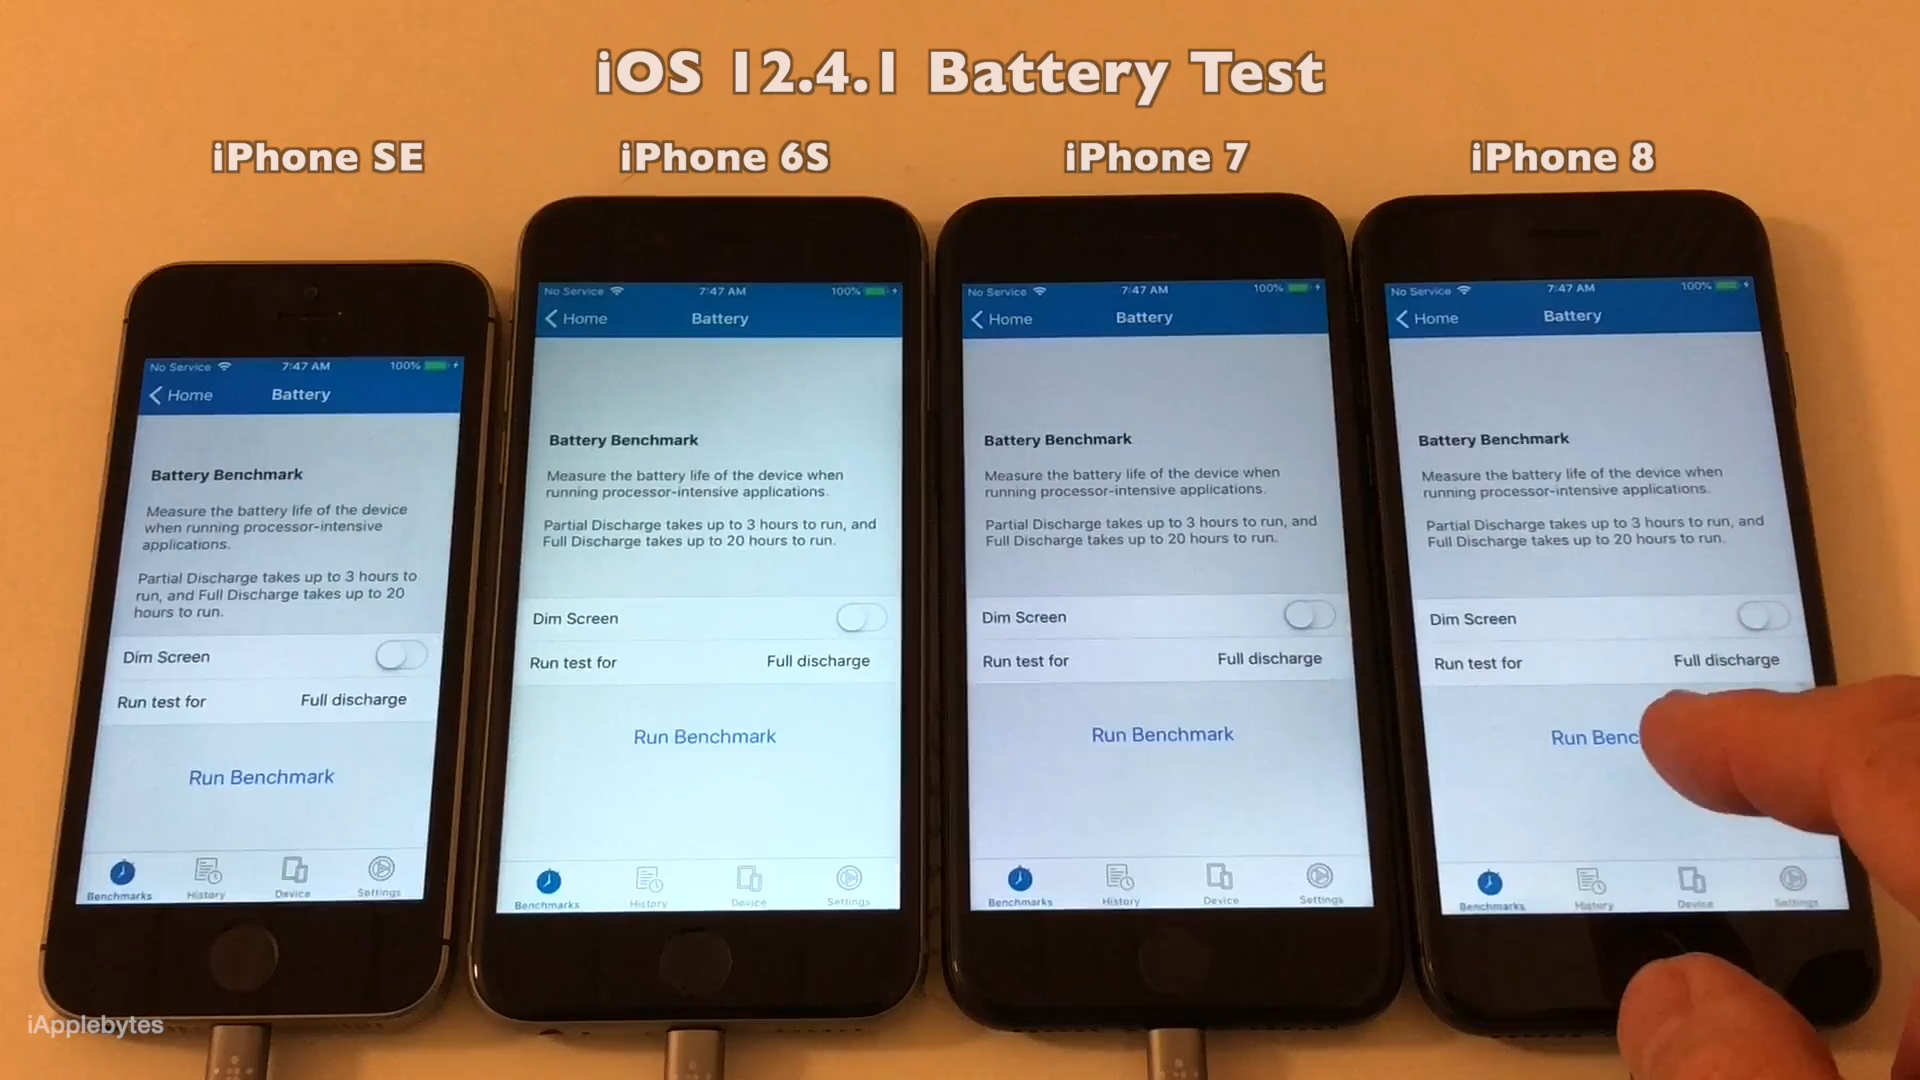 iOS 12.4.1 Battery Test
iPhone SE
iPhone 6S
iPhone 7
iPhone 8
No Service 7:47 AM 100%
Home Battery
Battery Benchmark
Measure the battery life of the device
when running processor-intensive
applications.
Partial Discharge takes up to 3 hours to
run, and Full Discharge takes up to 20
hours to run.
Dim Screen
Run test for Full discharge
Run Benchmark
Benchmarks History Device Settings
No Service 7:47 AM 100%
Home Battery
Battery Benchmark
Measure the battery life of the device when
running processor-intensive applications.
Partial Discharge takes up to 3 hours to run, and
Full Discharge takes up to 20 hours to run.
Dim Screen
Run test for Full discharge
Run Benchmark
Benchmarks History Device Settings
No Service 7:47 AM 100%
Home Battery
Battery Benchmark
Measure the battery life of the device when
running processor-intensive applications.
Partial Discharge takes up to 3 hours to run, and
Full Discharge takes up to 20 hours to run.
Dim Screen
Run test for Full discharge
Run Benchmark
Benchmarks History Device Settings
No Service 7:47 AM 100%
Home Battery
Battery Benchmark
Measure the battery life of the device when
running processor-intensive applications.
Partial Discharge takes up to 3 hours to run, and
Full Discharge takes up to 20 hours to run.
Dim Screen
Run test for Full discharge
Run Benc
Benchmarks History Device Settings
iApplebytes